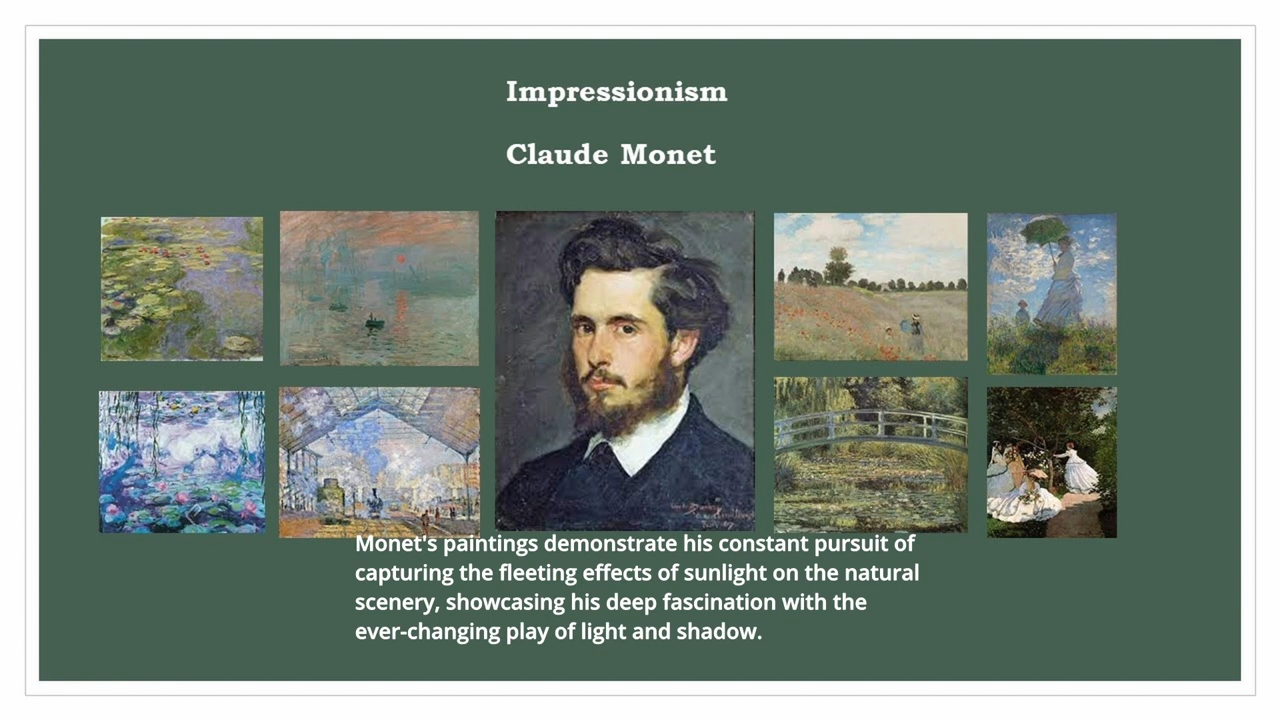 Impressionism
Claude Monet
Monet's paintings demonstrate his constant pursuit of
capturing the fleeting effects of sunlight on the natural
scenery, showcasing his deep fascination with the
ever-changing play of light and shadow.